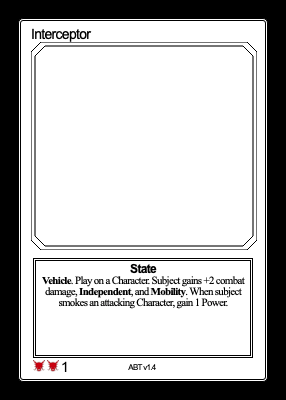 Interceptor
State
Vehicle. Play on a Character. Subject gains +2 combat
damage, Independent, and Mobility. When subject
smokes an attacking Character, gain 1 Power.
1
ABT v1.4